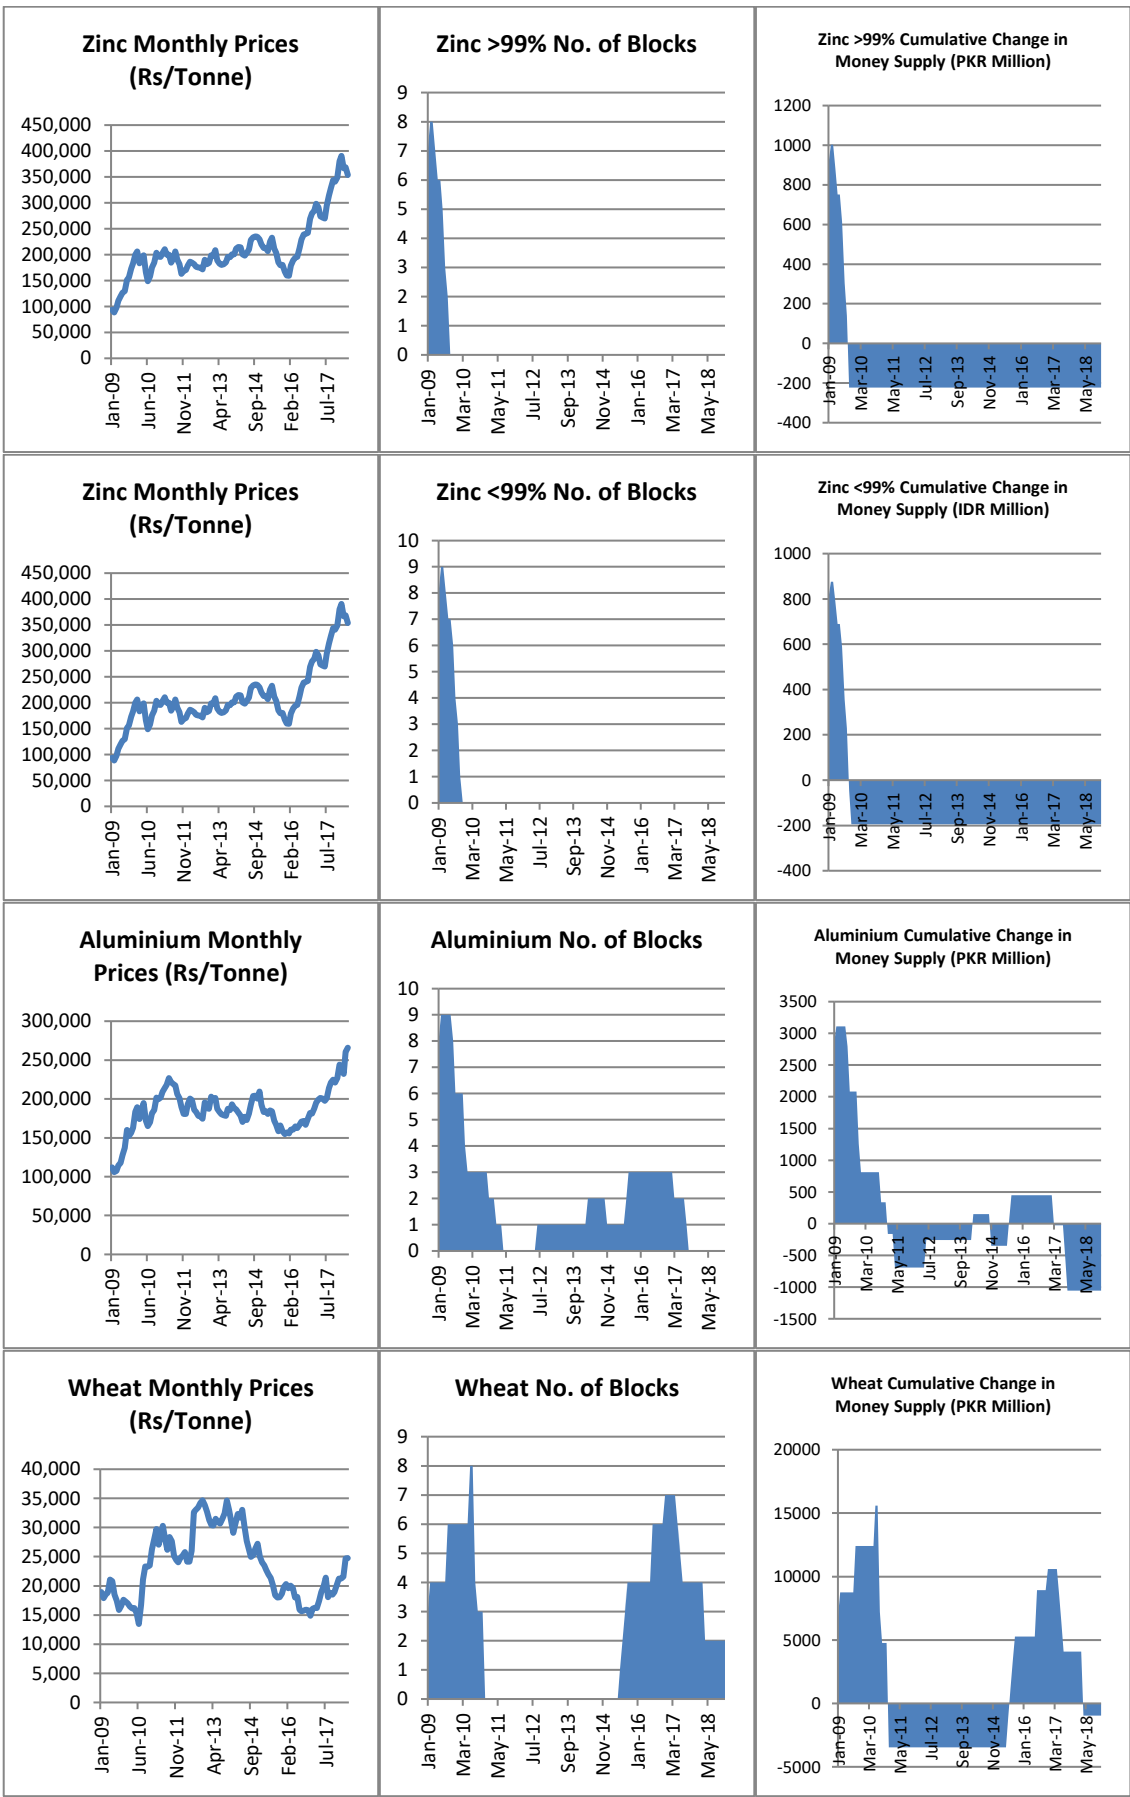 Zinc Monthly Prices
(Rs/Tonne)
450,000
400,000
350,000
300,000
250,000
200,000
150,000
100,000
50,000
0
Jan-09
Jun-10
Nov-11
Apr-13
Sep-14
Feb-16
Jul-17
Zinc >99% No. of Blocks
9
8
7
6
5
4
3
2
1
0
Jan-09
Mar-10
May-11
Jul-12
Sep-13
Nov-14
Jan-16
Mar-17
May-18
Zinc >99% Cumulative Change in
Money Supply (PKR Million)
1200
1000
800
600
400
200
0
-200
-400
Jan-09
Mar-10
May-11
Jul-12
Sep-13
Nov-14
Jan-16
Mar-17
May-18
Zinc Monthly Prices
(Rs/Tonne)
450,000
400,000
350,000
300,000
250,000
200,000
150,000
100,000
50,000
0
Jan-09
Jun-10
Nov-11
Apr-13
Sep-14
Feb-16
Jul-17
Zinc <99% No. of Blocks
10
9
8
7
6
5
4
3
2
1
0
Jan-09
Mar-10
May-11
Jul-12
Sep-13
Nov-14
Jan-16
Mar-17
May-18
Zinc <99% Cumulative Change in
Money Supply (IDR Million)
1000
800
600
400
200
0
-200
-400
Jan-09
Mar-10
May-11
Jul-12
Sep-13
Nov-14
Jan-16
Mar-17
May-18
Aluminium Monthly
Prices (Rs/Tonne)
300,000
250,000
200,000
150,000
100,000
50,000
0
Jan-09
Jun-10
Nov-11
Apr-13
Sep-14
Feb-16
Jul-17
Aluminium No. of Blocks
10
9
8
7
6
5
4
3
2
1
0
Jan-09
Mar-10
May-11
Jul-12
Sep-13
Nov-14
Jan-16
Mar-17
May-18
Aluminium Cumulative Change in
Money Supply (PKR Million)
3500
3000
2500
2000
1500
1000
500
0
-500
-1000
-1500
Jan-09
Mar-10
May-11
Jul-12
Sep-13
Nov-14
Jan-16
Mar-17
May-18
Wheat Monthly Prices
(Rs/Tonne)
40,000
35,000
30,000
25,000
20,000
15,000
10,000
5,000
0
Jan-09
Jun-10
Nov-11
Apr-13
Sep-14
Feb-16
Jul-17
Wheat No. of Blocks
9
8
7
6
5
4
3
2
1
0
Jan-09
Mar-10
May-11
Jul-12
Sep-13
Nov-14
Jan-16
Mar-17
May-18
Wheat Cumulative Change in
Money Supply (PKR Million)
20000
15000
10000
5000
0
-5000
Jan-09
Mar-10
May-11
Jul-12
Sep-13
Nov-14
Jan-16
Mar-17
May-18